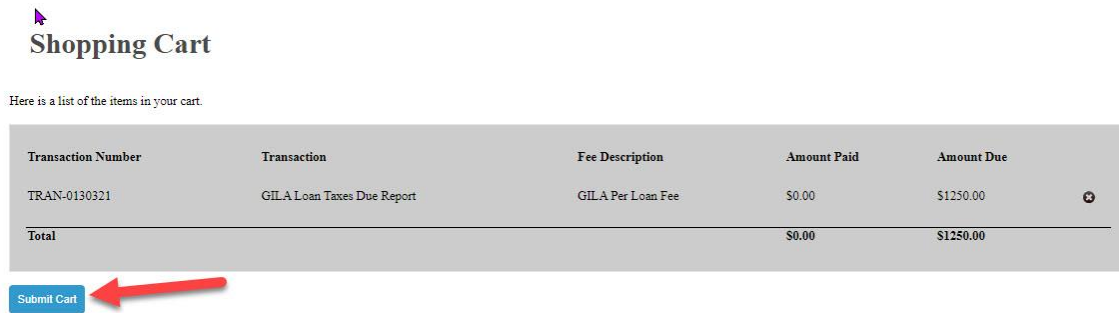 Shopping Cart
Here is a list of the items in your cart.
Transaction Number Transaction Fee Description Amount Paid Amount Due
TRAN-0130321 GILA Loan Taxes Due Report GILA Per Loan Fee $0.00 $1250.00
Total $0.00 $1250.00
Submit Cart